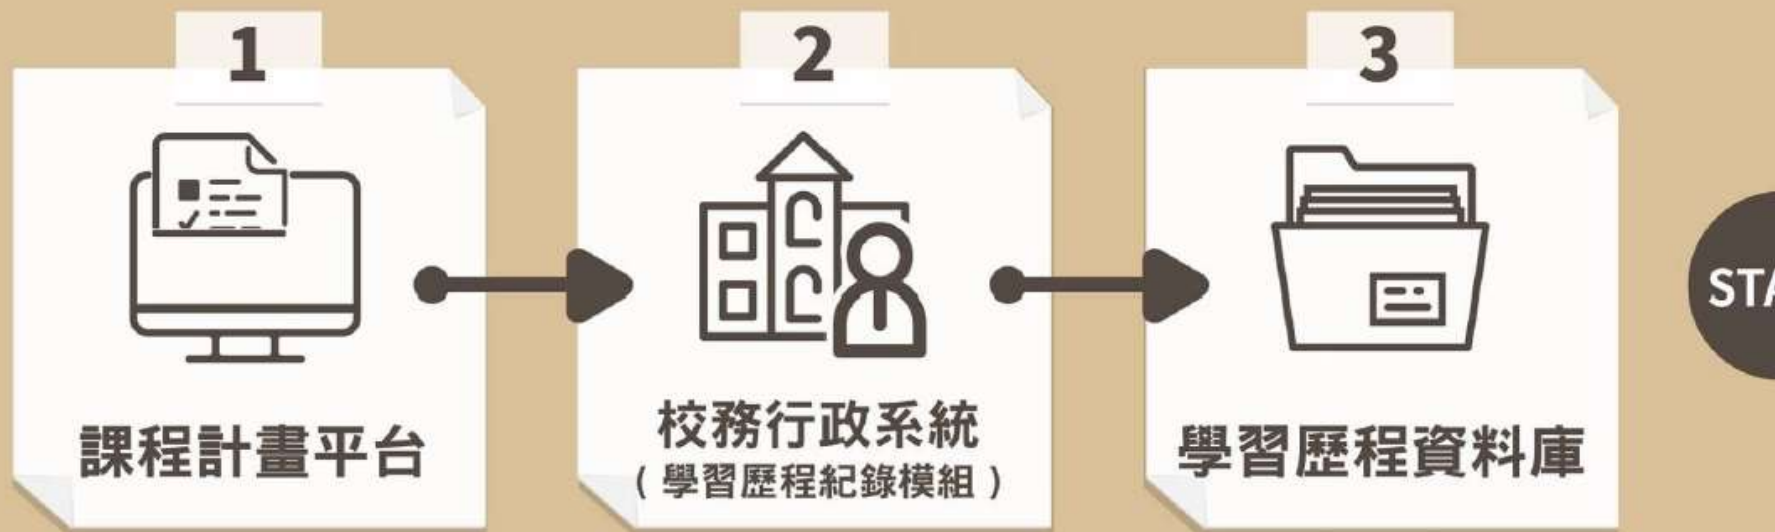 1
2
3
課程計畫平台
校務行政系統
（學習歷程紀錄模組）
學習歷程資料庫